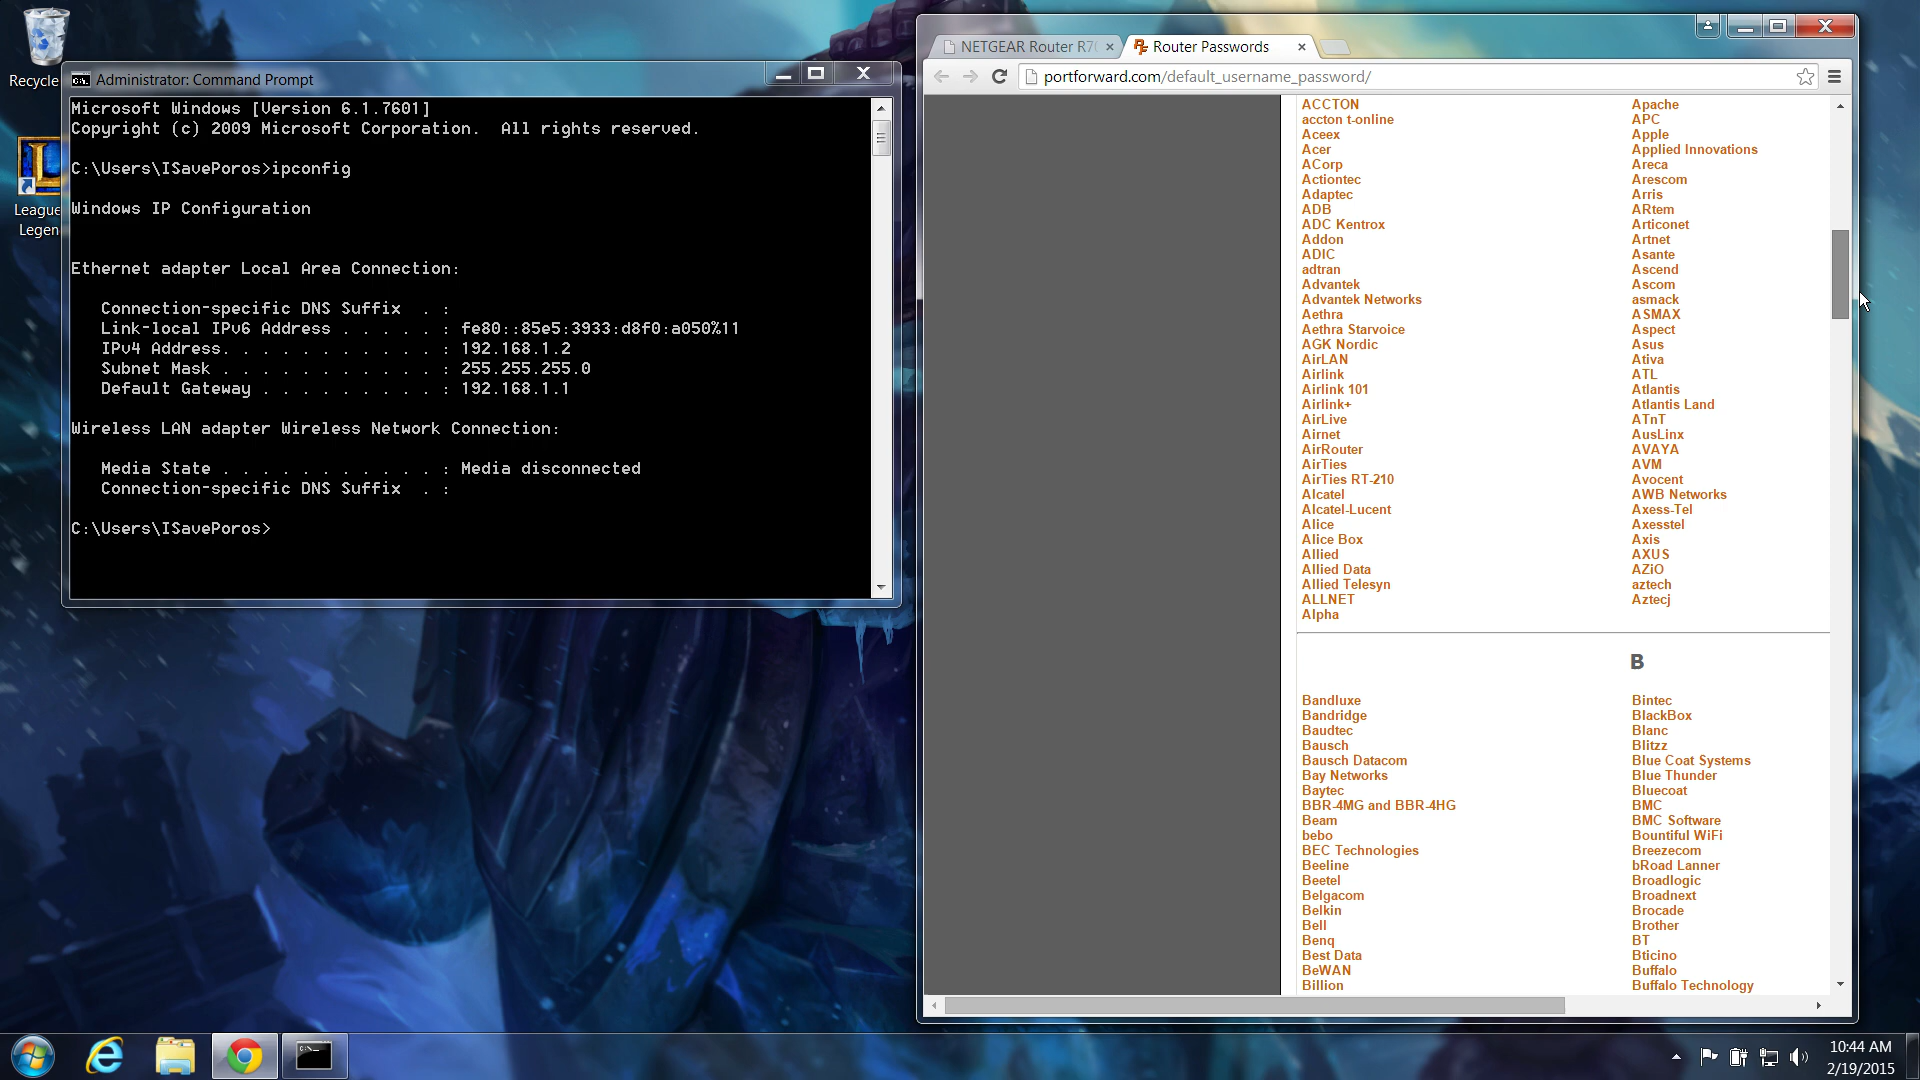 Recycle
League
Legen
Administrator: Command Prompt
Microsoft Windows [Version 6.1.7601]
Copyright (c) 2009 Microsoft Corporation.  All rights reserved.
C:\Users\ISavePoros>ipconfig
Windows IP Configuration
Ethernet adapter Local Area Connection:
Connection-specific DNS Suffix  . :
Link-local IPv6 Address . . . . . : fe80::85e5:3933:d8f0:a050%11
IPv4 Address. . . . . . . . . . . : 192.168.1.2
Subnet Mask . . . . . . . . . . . : 255.255.255.0
Default Gateway . . . . . . . . . : 192.168.1.1
Wireless LAN adapter Wireless Network Connection:
Media State . . . . . . . . . . . : Media disconnected
Connection-specific DNS Suffix  . :
C:\Users\ISavePoros>
NETGEAR Router R70
Router Passwords
portforward.com/default_username_password/
ACCTON
accton t-online
Aceex
Acer
ACorp
Actiontec
Adaptec
ADB
ADC Kentrox
Addon
ADIC
adtran
Advantek
Advantek Networks
Aethra
Aethra Starvoice
AGK Nordic
AirLAN
Airlink
Airlink 101
Airlink+
AirLive
Airnet
AirRouter
AirTies
AirTies RT-210
Alcatel
Alcatel-Lucent
Alice
Alice Box
Allied
Allied Data
Allied Telesyn
ALLNET
Alpha
Apache
APC
Apple
Applied Innovations
Areca
Arescom
Arris
ARtem
Articonet
Artnet
Asante
Ascend
Ascom
asmack
ASMAX
Aspect
Asus
Ativa
ATL
Atlantis
Atlantis Land
ATnT
AusLinx
AVAYA
AVM
Avocent
AWB Networks
Axess-Tel
Axesstel
Axis
AXUS
AZiO
aztech
Aztecj
B
Bandluxe
Bandridge
Baudtec
Bausch
Bausch Datacom
Bay Networks
Baytec
BBR-4MG and BBR-4HG
Beam
bebo
BEC Technologies
Beeline
Beetel
Belgacom
Belkin
Bell
Benq
Best Data
BeWAN
Billion
Bintec
BlackBox
Blanc
Blitzz
Blue Coat Systems
Blue Thunder
Bluecoat
BMC
BMC Software
Bountiful WiFi
Breezecom
bRoad Lanner
Broadlogic
Broadnext
Brocade
Brother
BT
Bticino
Buffalo
Buffalo Technology
10:44 AM
2/19/2015